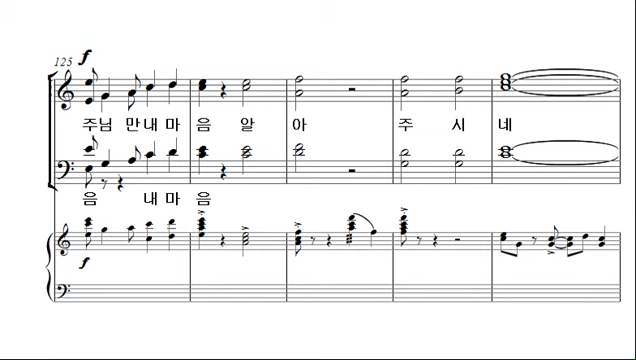 125 f
주님 만내 마 음 알 아 주 시 네
음 내 마 음
f